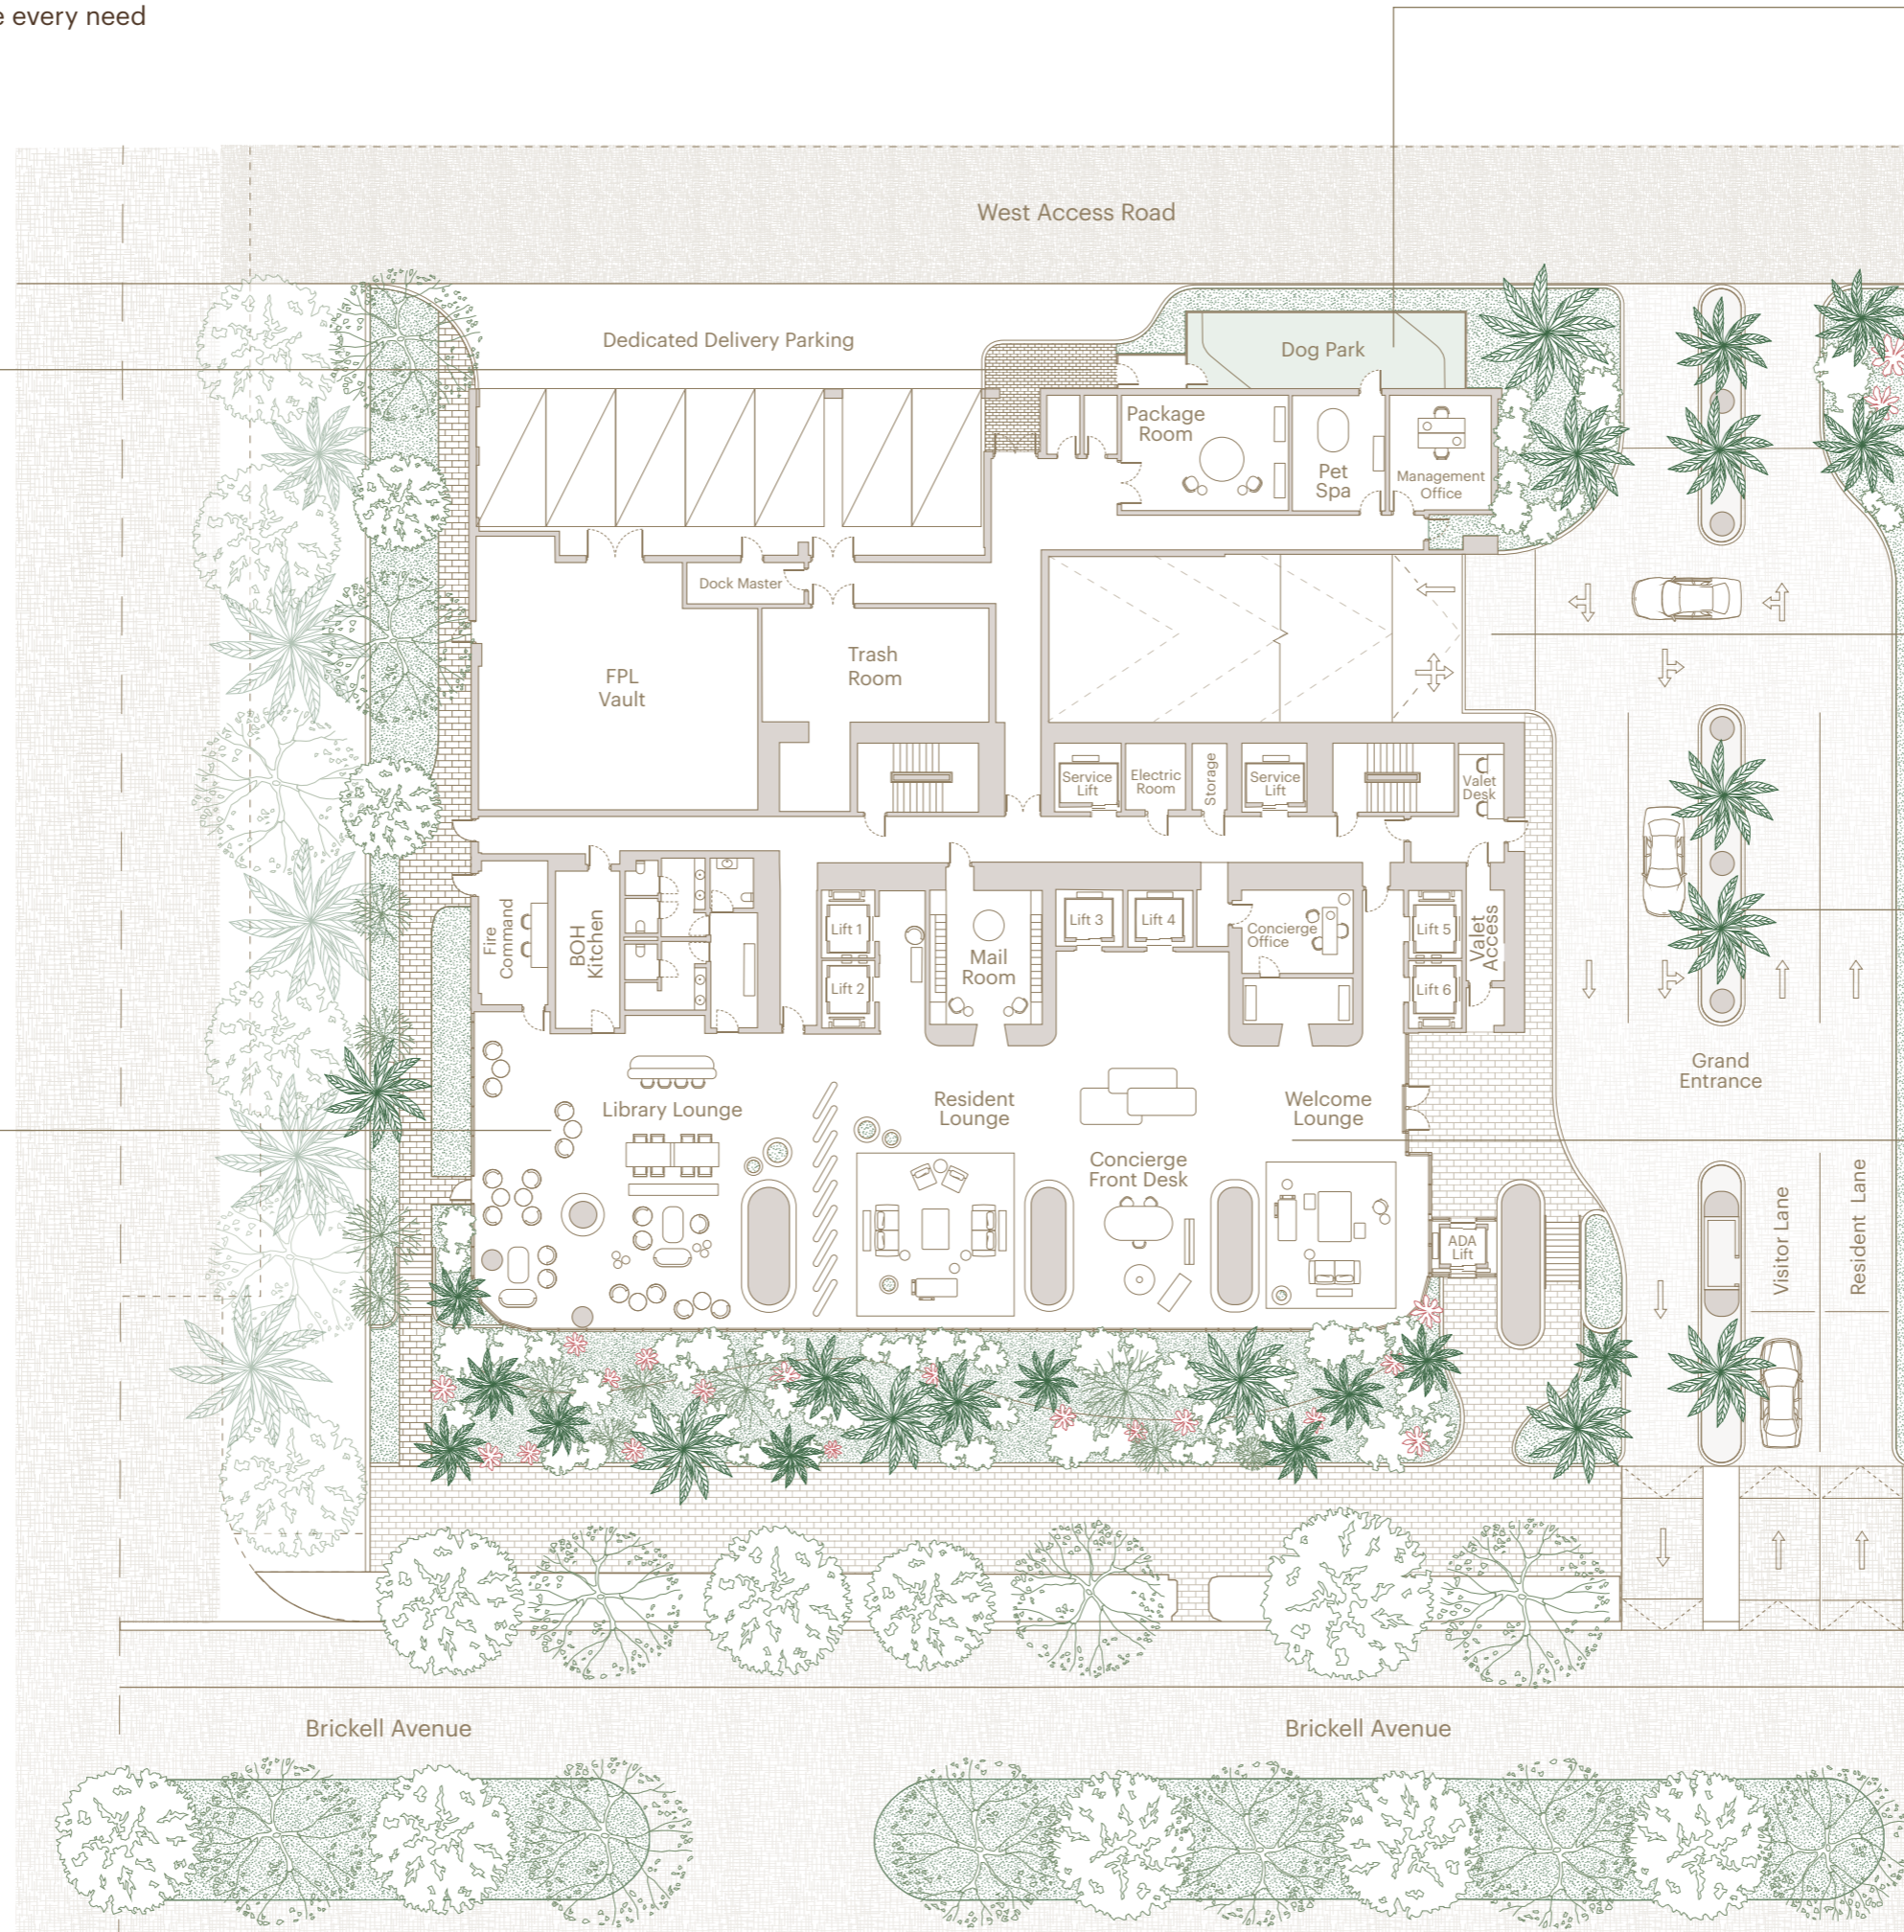 e every need
West Access Road
Dedicated Delivery Parking
Dog Park
Package
Room
Pet
Spa
Management
Office
Dock Master
FPL
Vault
Trash
Room
Service
Lift
Electric
Room
Storage
Service
Lift
Valet
Desk
Fire
Command
BOH
Kitchen
Lift 1
Lift 2
Mail
Room
Lift 3
Lift 4
Concierge
Office
Lift 5
Lift 6
Valet
Access
Grand
Entrance
Library Lounge
Resident
Lounge
Welcome
Lounge
Concierge
Front Desk
ADA
Lift
Visitor Lane
Resident Lane
Brickell Avenue
Brickell Avenue